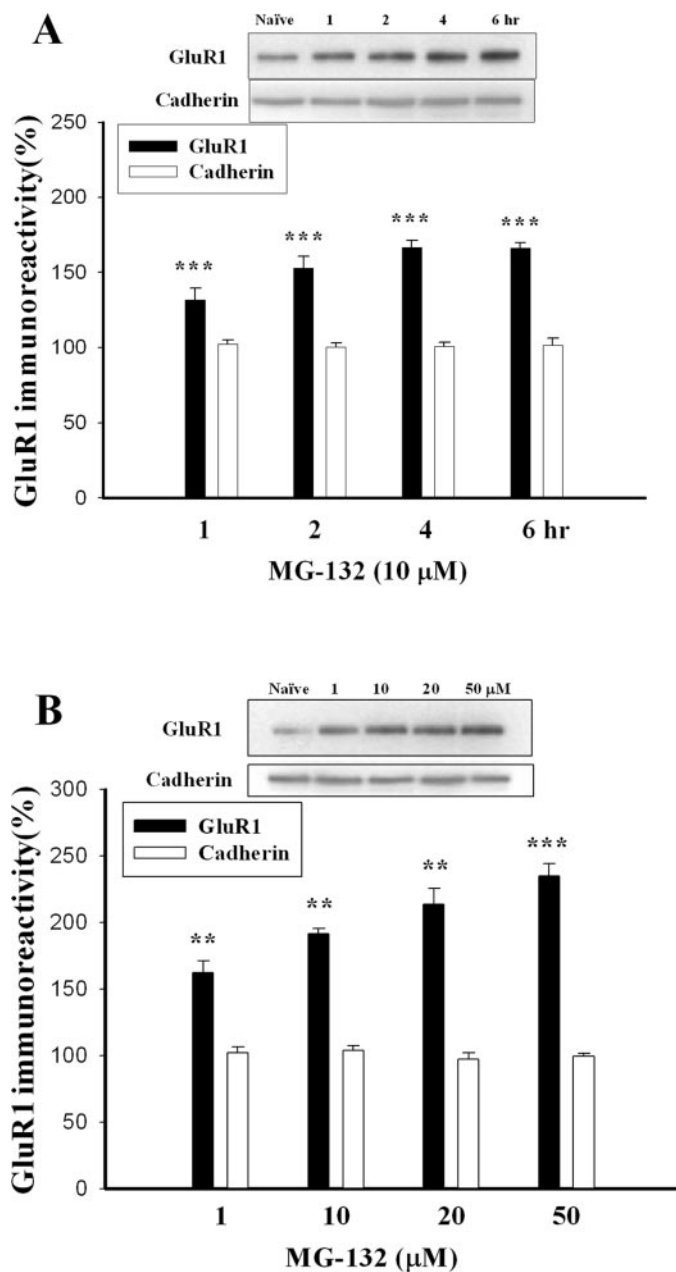 A
Naïve 1 2 4 6 hr
GluR1
Cadherin
250
GluR1
Cadherin
200
*** *** *** ***
150
100
50
0
GluR1 immunoreactivity(%)
1 2 4 6 hr
MG-132 (10 μM)
B
Naïve 1 10 20 50 μM
GluR1
Cadherin
300
GluR1
Cadherin
250
** ** ** ***
200
150
100
50
0
GluR1 immunoreactivity(%)
1 10 20 50
MG-132 (μM)